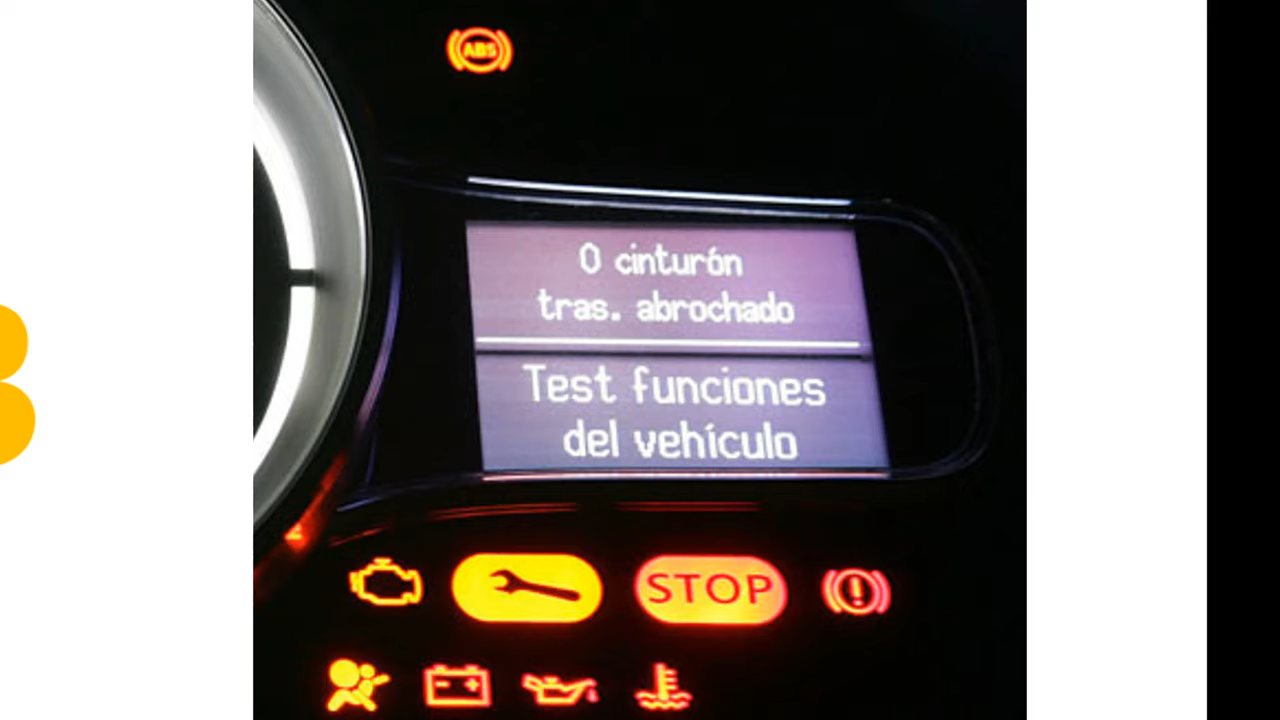 ABS
0 cinturón
tras. abrochado
Test funciones
del vehículo
STOP